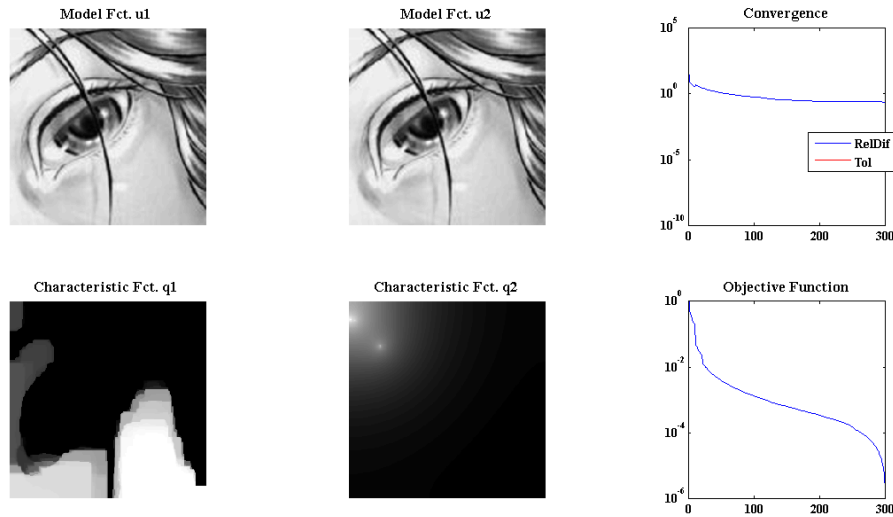 Model Fct. u1
Model Fct. u2
Convergence
10^5
10^0
10^-5
10^-10
0
100
200
300
RelDif
Tol
Characteristic Fct. q1
Characteristic Fct. q2
Objective Function
10^0
10^-2
10^-4
10^-6
0
100
200
300